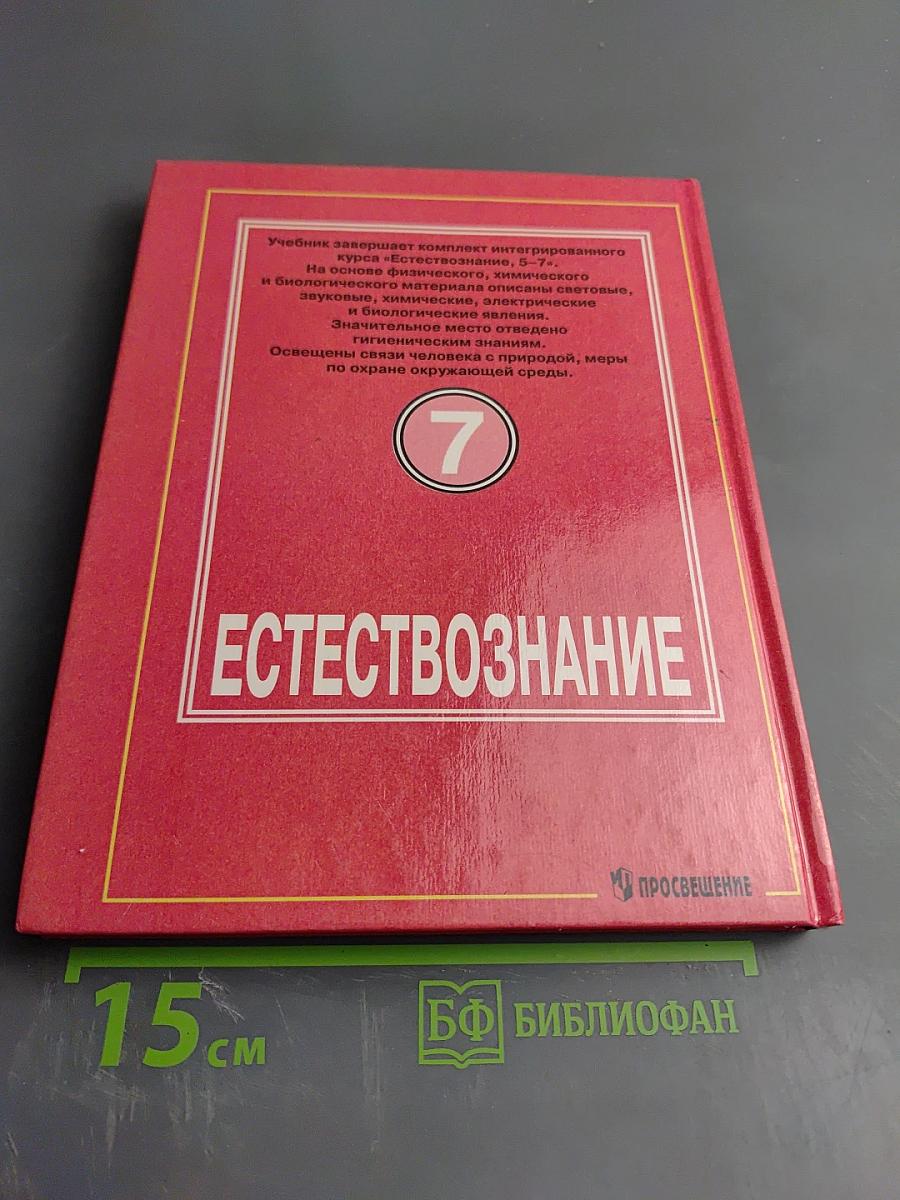 Учебник завершает комплект интегрированного
курса «Естествознание, 5–7».
На основе физического, химического
и биологического материала описаны световые,
звуковые, химические, электрические
и биологические явления.
Значительное место отведено
гигиеническим знаниям.
Освещены связи человека с природой, меры
по охране окружающей среды.
7
ЕСТЕСТВОЗНАНИЕ
ПРОСВЕЩЕНИЕ
15 см
БФ БИБЛИОФАН